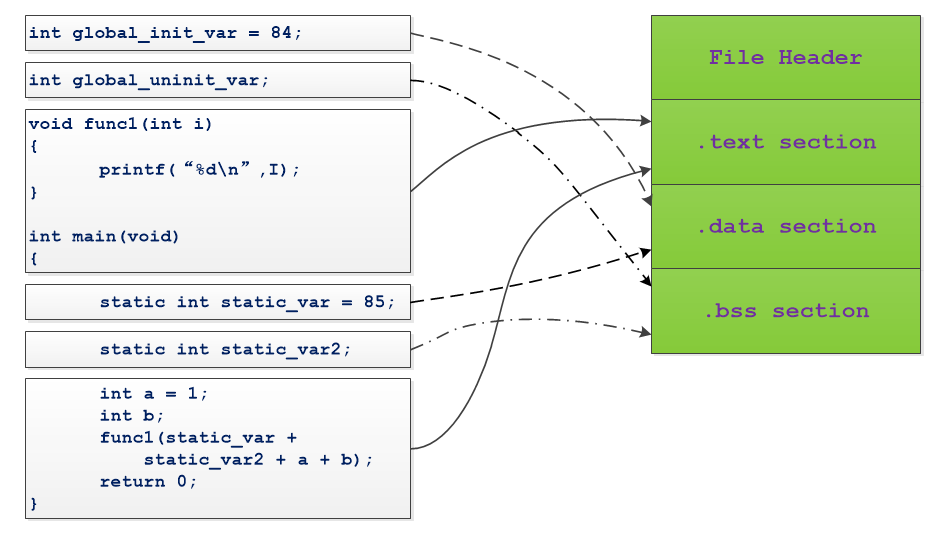 int global_init_var = 84;
int global_uninit_var;
void func1(int i)
{
printf(“%d\n”,I);
}
int main(void)
{
static int static_var = 85;
static int static_var2;
int a = 1;
int b;
func1(static_var +
static_var2 + a + b);
return 0;
}
File Header
.text section
.data section
.bss section